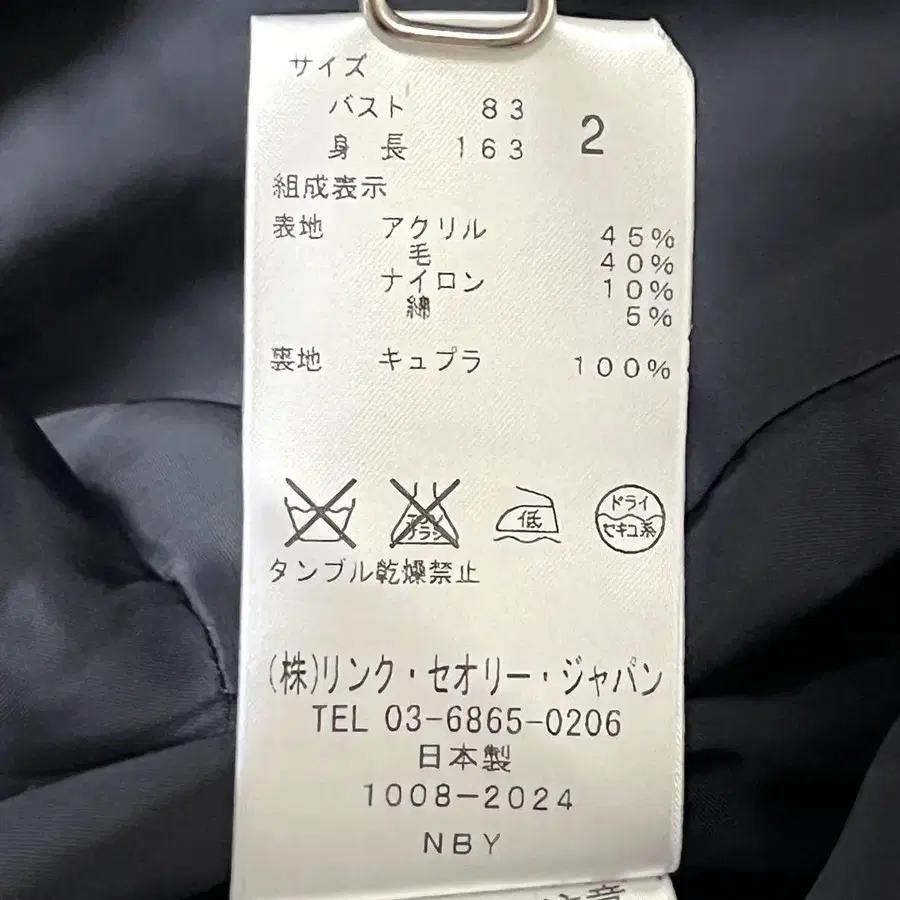 サイズ
バスト 83
身長 163 2
組成表示
表地 アクリル 45%
毛 40%
ナイロン 10%
綿 5%
裏地 キュプラ 100%
低
ドライ
セキユ系
タンブル乾燥禁止
(株)リンク・セオリー・ジャパン
TEL 03-6865-0206
日本製
1008-2024
NBY
注意